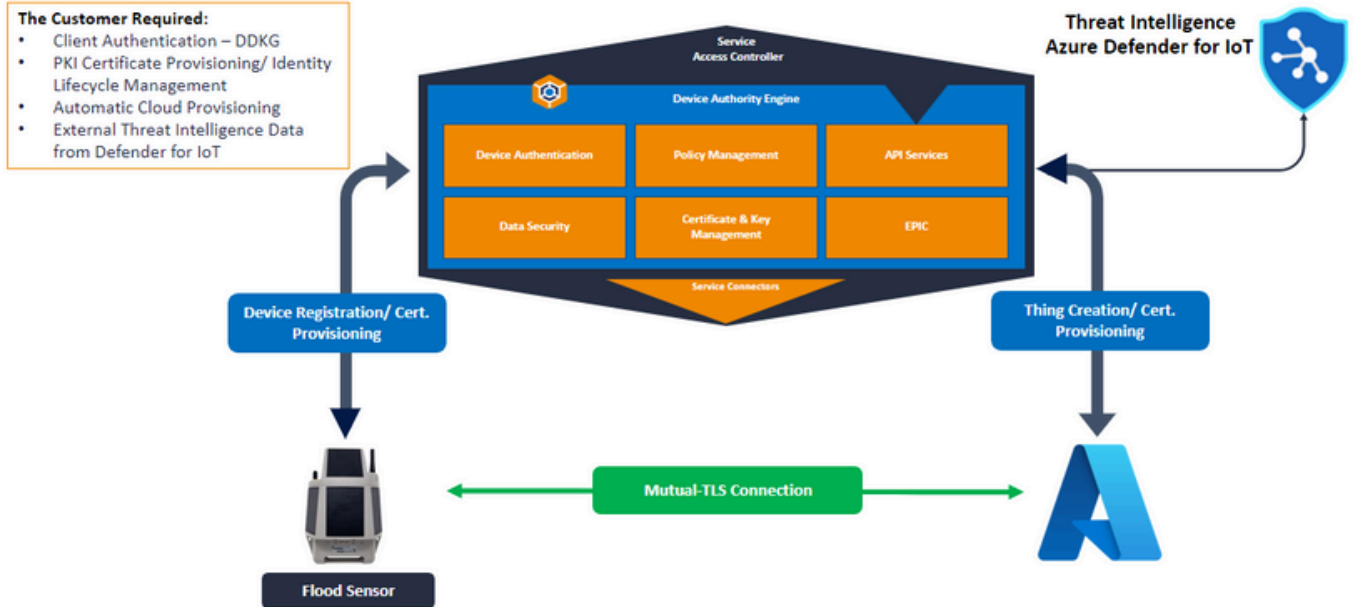 The Customer Required:
• Client Authentication – DDKG
• PKI Certificate Provisioning/ Identity
Lifecycle Management
• Automatic Cloud Provisioning
• External Threat Intelligence Data
from Defender for IoT
Service
Access Controller
Threat Intelligence
Azure Defender for IoT
Device Authority Engine
Device Authentication
Policy Management
API Services
Data Security
Certificate & Key
Management
EPIC
Service Connectors
Device Registration/ Cert.
Provisioning
Thing Creation/ Cert.
Provisioning
Mutual-TLS Connection
Flood Sensor